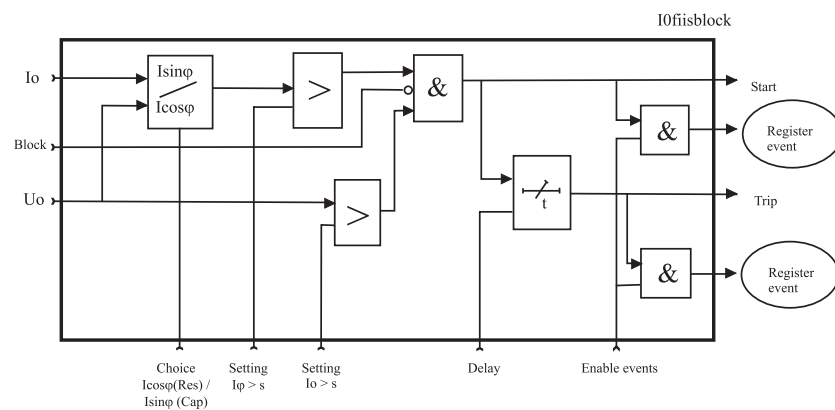 I0fiisblock
Io
Isinφ
Icosφ
>
&
Start
Block
&
Register
event
Uo
>
t
Trip
&
Register
event
Choice
Icosφ(Res) /
Isinφ (Cap)
Setting
Iφ > s
Setting
Io > s
Delay
Enable events